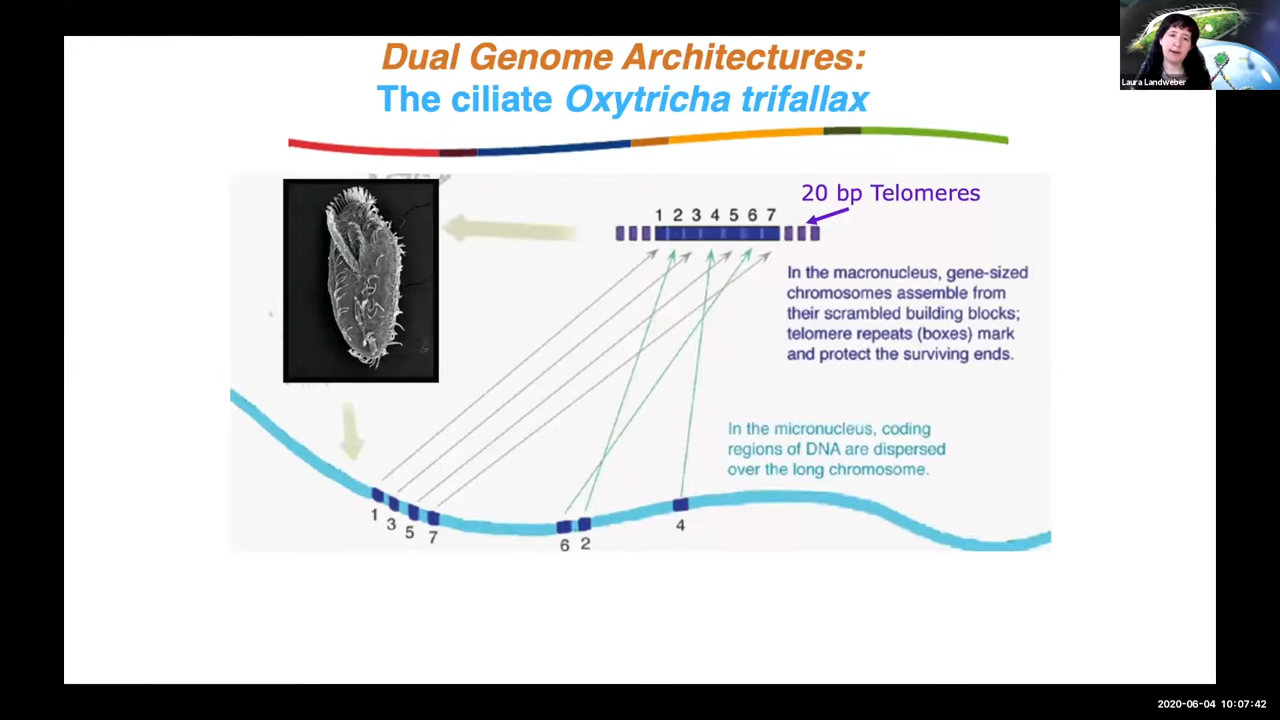 Dual Genome Architectures:
The ciliate Oxytricha trifallax
Laura Landweber
20 bp Telomeres
1 2 3 4 5 6 7
In the macronucleus, gene-sized
chromosomes assemble from
their scrambled building blocks;
telomere repeats (boxes) mark
and protect the surviving ends.
In the micronucleus, coding
regions of DNA are dispersed
over the long chromosome.
1 3 5 7 6 2 4
2020-06-04 10:07:42